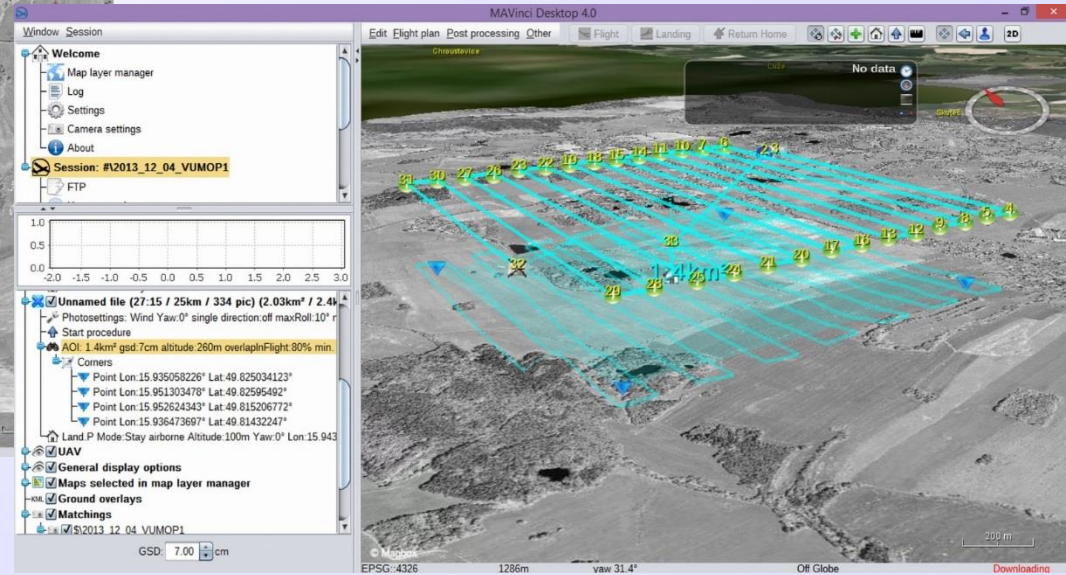 MAVinci Desktop 4.0
Window Session
Edit Flight plan Post processing Other Flight Landing Return Home 2D
Welcome
Map layer manager
Log
Settings
Camera settings
About
Session: #\2013_12_04_VUMOP1
FTP
1.0
0.5
0.0
-2.0 -1.5 -1.0 -0.5 0.0 0.5 1.0 1.5 2.0 2.5 3.0
Unnamed file (27:15 / 25km / 334 pic) (2.03km² / 2.4k
Photosettings: Wind Yaw:0° single direction:off maxRoll:10° r
Start procedure
AOI: 1.4km² gsd:7cm altitude:260m overlapInFlight:80% min.
Corners
Point Lon:15.935058226° Lat:49.825034123°
Point Lon:15.951303478° Lat:49.82595492°
Point Lon:15.952624343° Lat:49.815206772°
Point Lon:15.936473697° Lat:49.81432247°
Land.P Mode:Stay airborne Altitude:100m Yaw:0° Lon:15.943
UAV
General display options
Maps selected in map layer manager
KML Ground overlays
Matchings
$\2013_12_04_VUMOP1
GSD: 7.00 cm
Chroustovice
No data
Skuteč
31 30 27 26 23 22 19 18 15 14 11 10 7 6 2,3
33
32
1.4km²
29 28 25 24 21 20 17 16 13 12 9 8 5 4
200 m
© Mapbox
EPSG::4326 1286m yaw 31.4° Off Globe Downloading